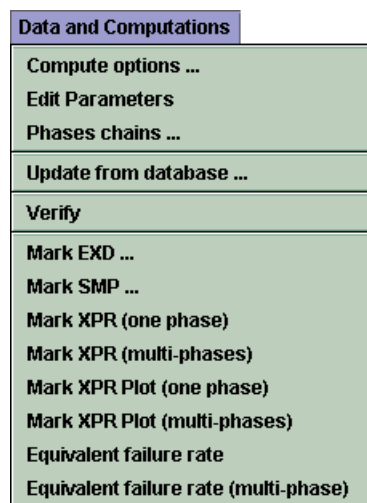 Data and Computations
Compute options ...
Edit Parameters
Phases chains ...
Update from database ...
Verify
Mark EXD ...
Mark SMP ...
Mark XPR (one phase)
Mark XPR (multi-phases)
Mark XPR Plot (one phase)
Mark XPR Plot (multi-phases)
Equivalent failure rate
Equivalent failure rate (multi-phase)